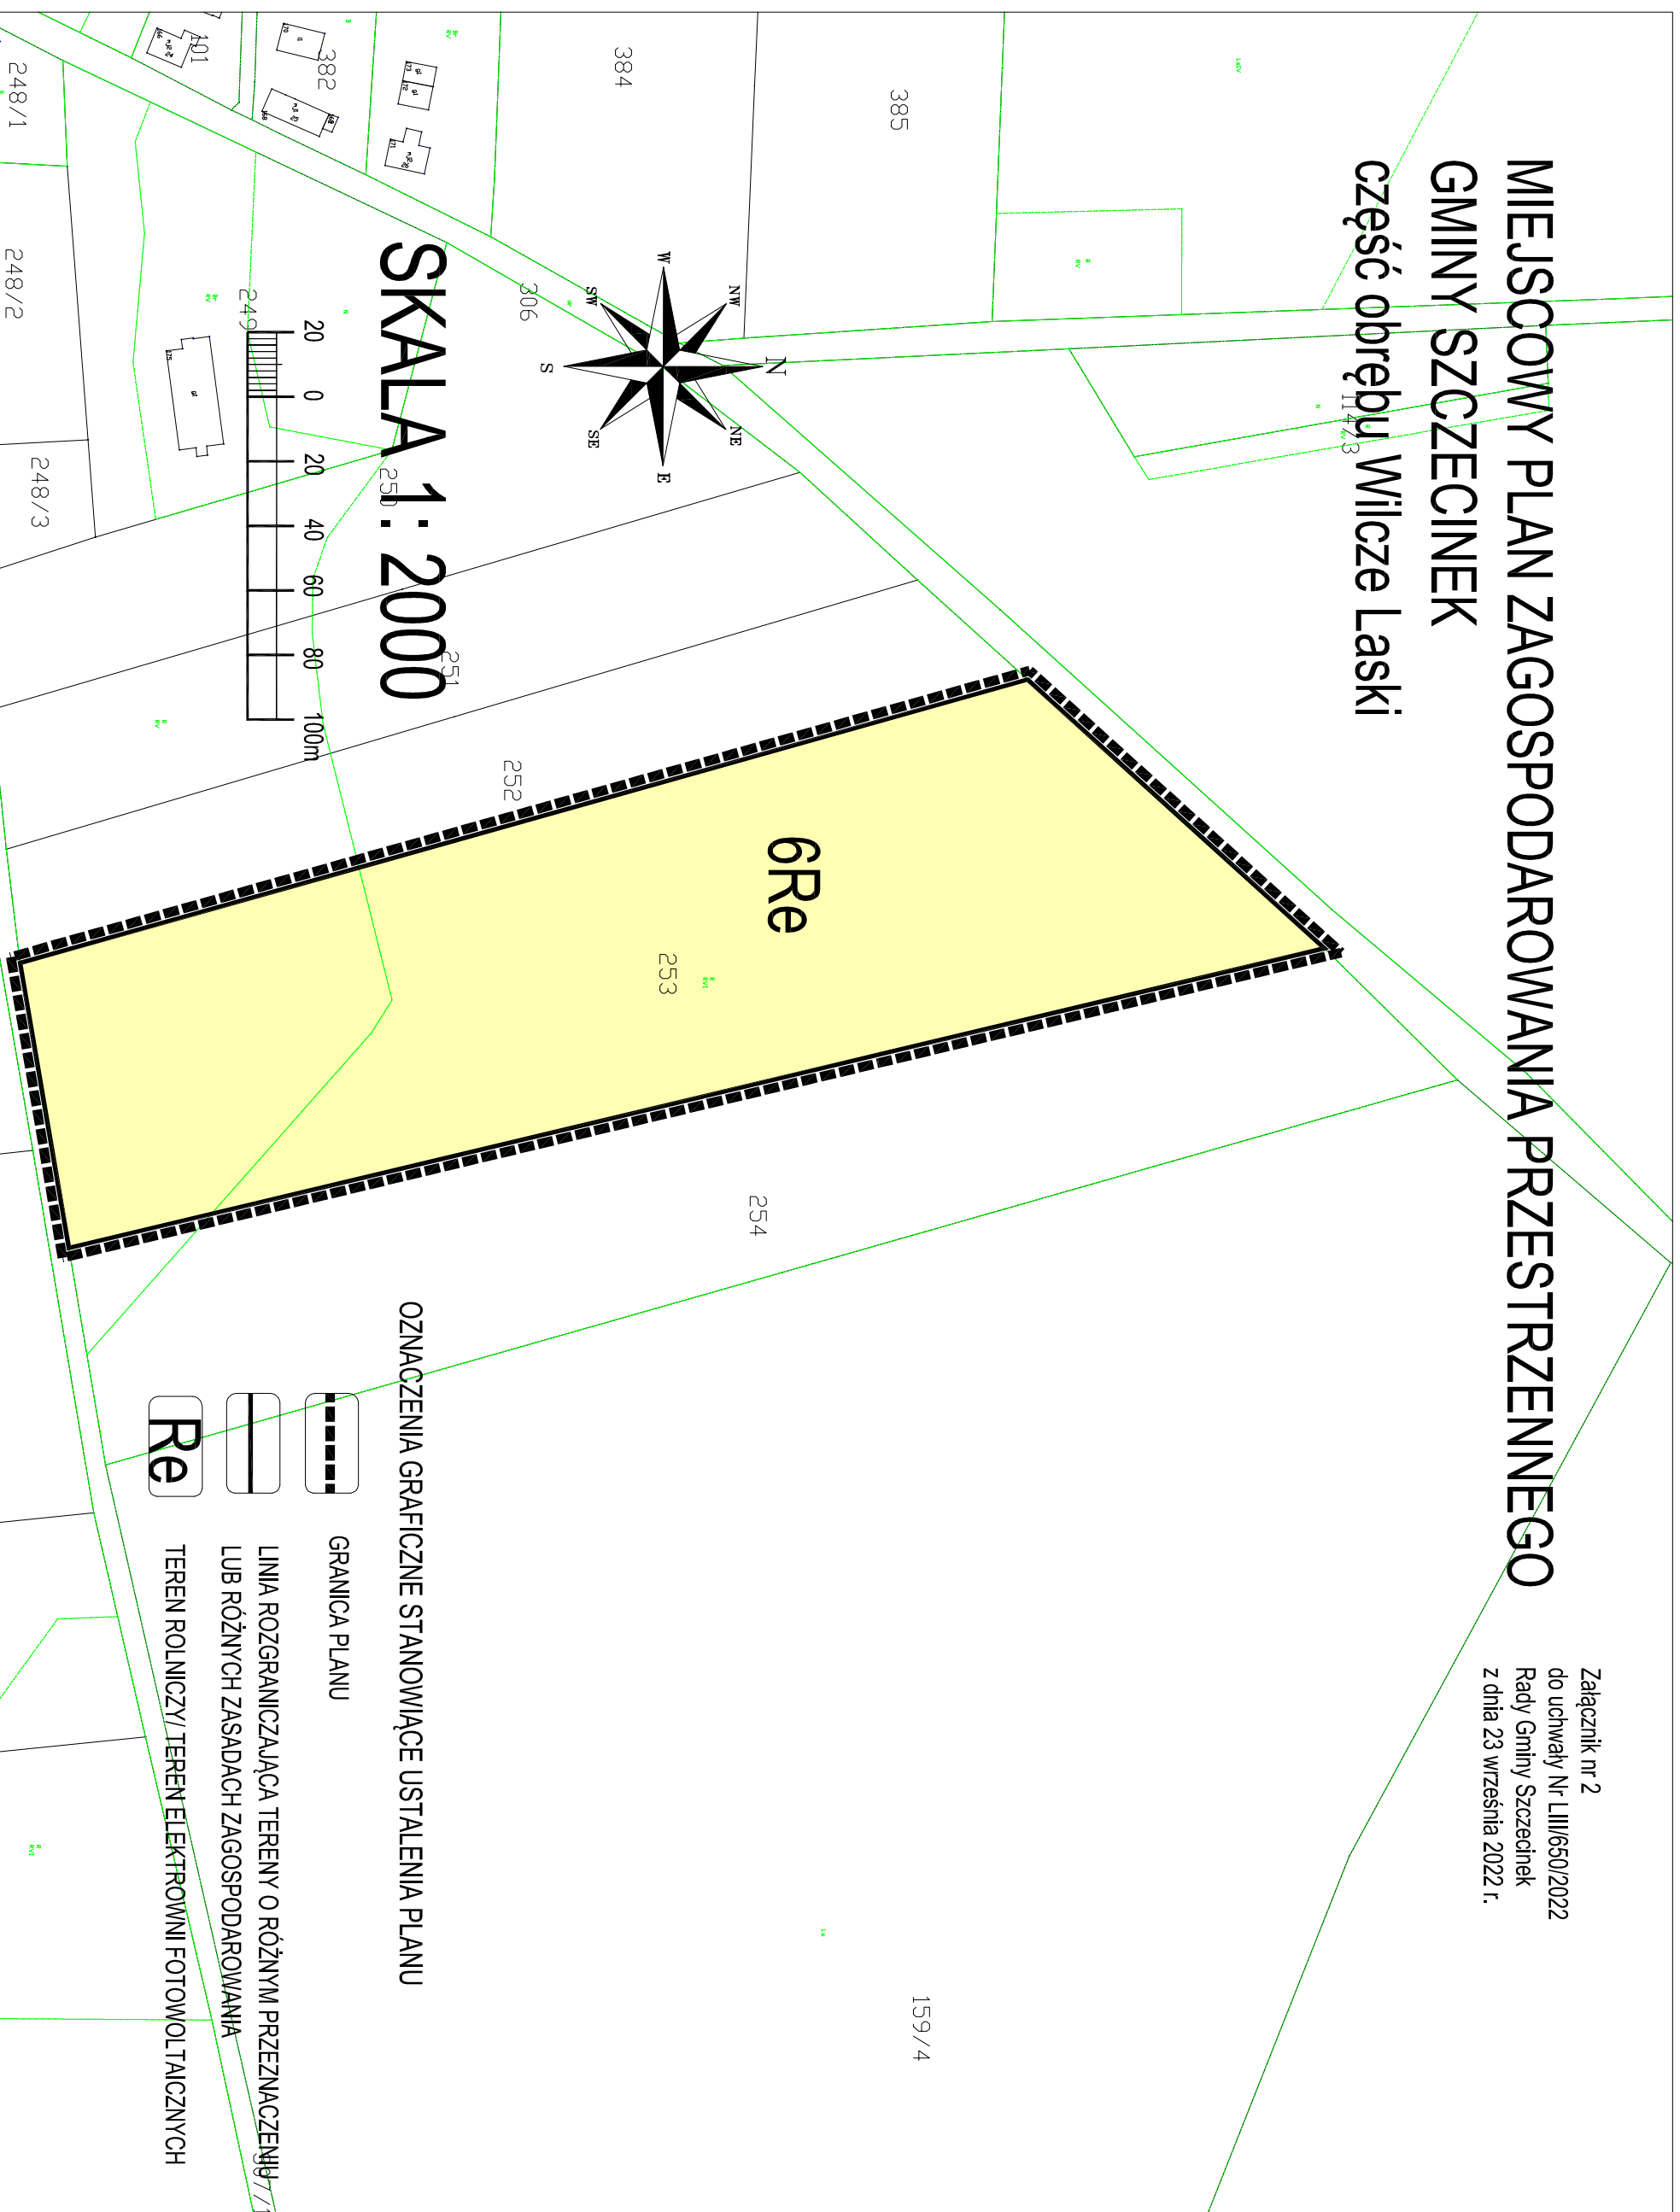 MIEJSCOWY PLAN ZAGOSPODAROWANIA PRZESTRZENNEGO
GMINY SZCZECINEK
część obrębu Wilcze Laski
Załącznik nr 2
do uchwały Nr LIII/650/2022
Rady Gminy Szczecinek
z dnia 23 września 2022 r.
385
384
382
101
306
N
NE
E
SE
S
SW
W
NW
SKALA 1: 2000
20 0 20 40 60 80 100m
6Re
253
254
252
251
250
249
248/1
248/2
248/3
159/4
OZNACZENIA GRAFICZNE STANOWIĄCE USTALENIA PLANU
GRANICA PLANU
LINIA ROZGRANICZAJĄCA TERENY O RÓŻNYM PRZEZNACZENIU
LUB RÓŻNYCH ZASADACH ZAGOSPODAROWANIA
Re
TEREN ROLNICZY/ TEREN ELEKTROWNI FOTOWOLTAICZNYCH